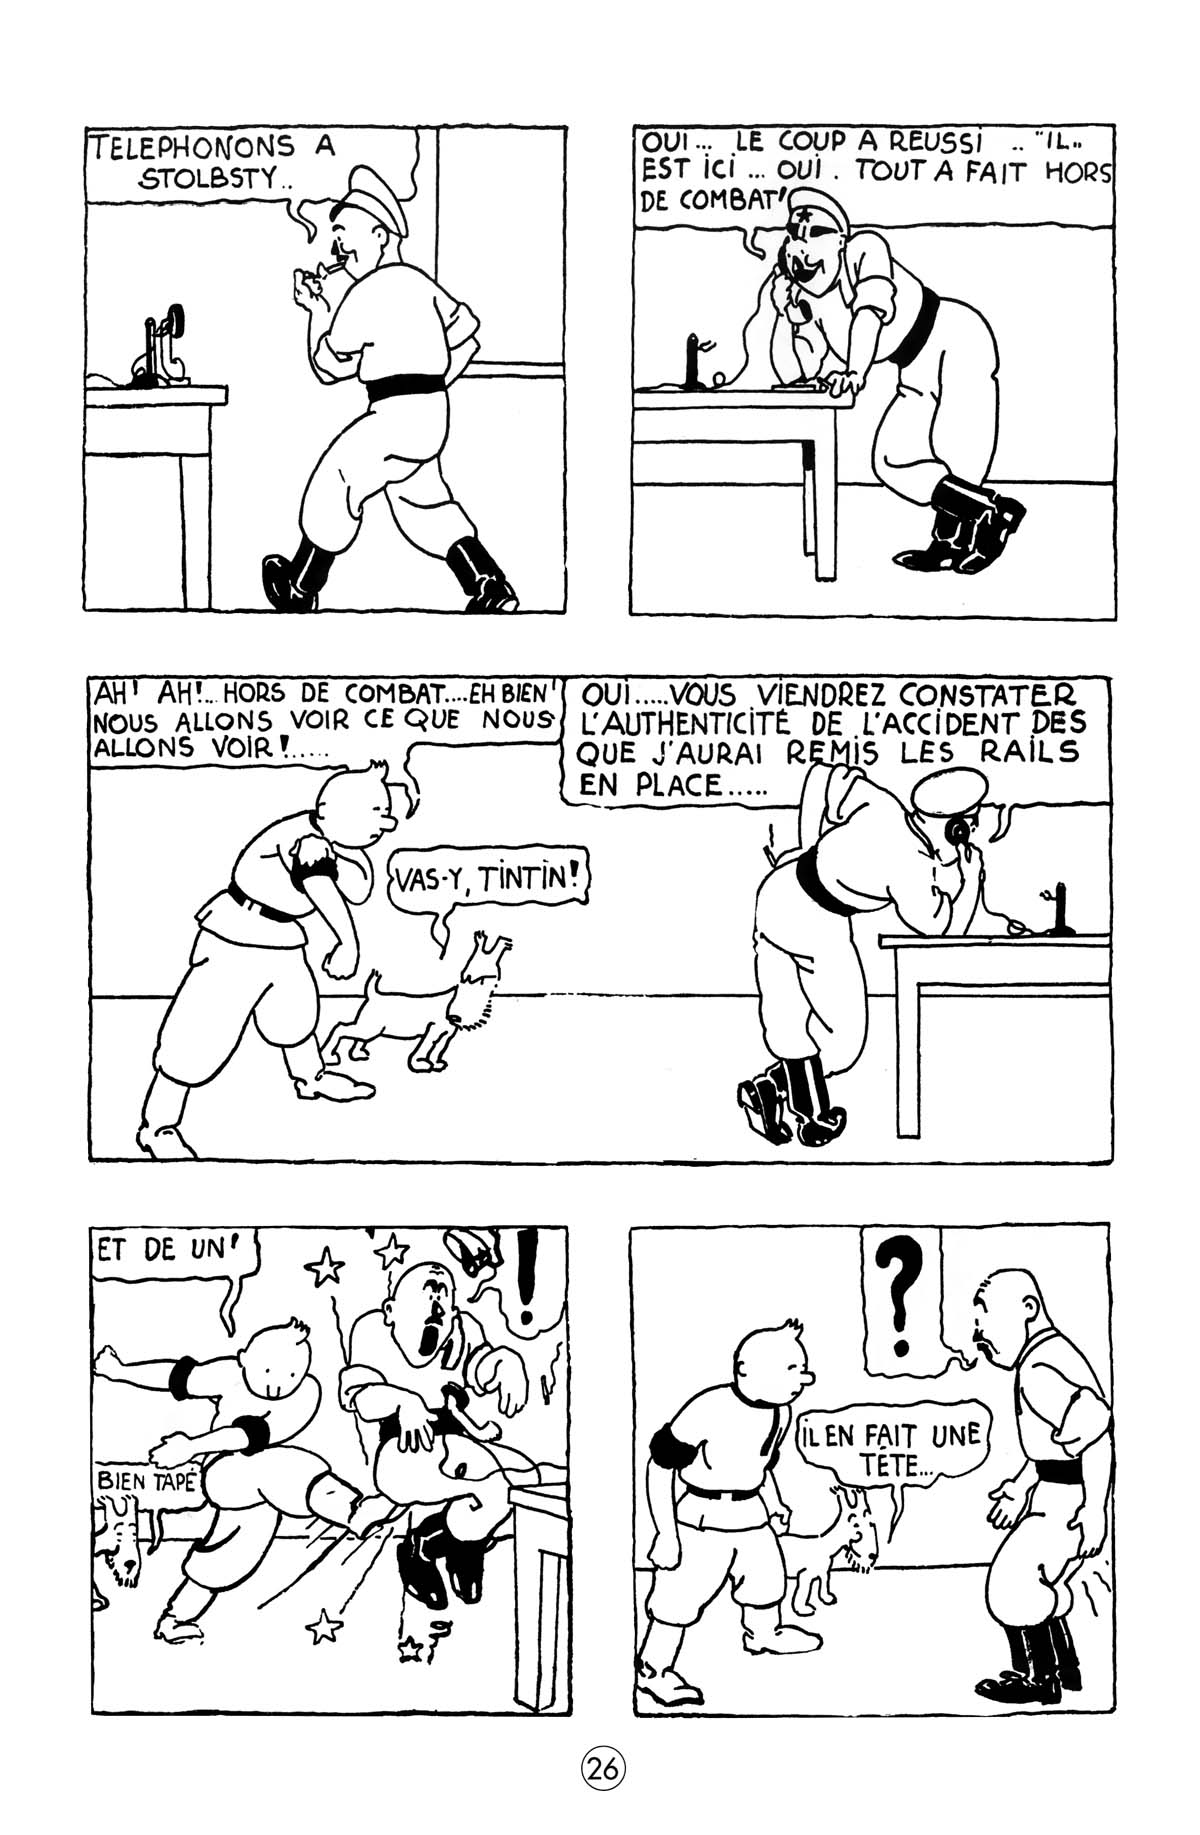 TELEPHONONS A
STOLBSTY..
OUI... LE COUP A REUSSI .. "IL..
EST ICI ... OUI. TOUT A FAIT HORS
DE COMBAT!
AH! AH!... HORS DE COMBAT....EH BIEN!
NOUS ALLONS VOIR CE QUE NOUS
ALLONS VOIR!......
OUI.....VOUS VIENDREZ CONSTATER
L'AUTHENTICITÉ DE L'ACCIDENT DES
QUE J'AURAI REMIS LES RAILS
EN PLACE.....
VAS-Y, TINTIN!
ET DE UN!
!
BIEN TAPÉ
?
IL EN FAIT UNE
TÊTE...
26